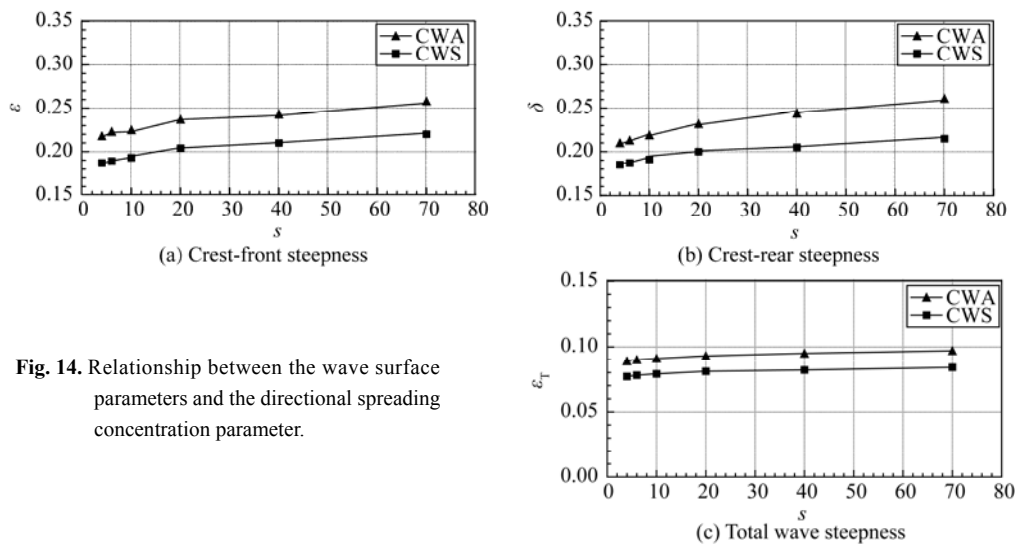 0.35
0.30
0.25
0.20
0.15
ε
CWA
CWS
0 10 20 30 40 50 60 70 80
s
(a) Crest-front steepness
0.35
0.30
0.25
0.20
0.15
δ
CWA
CWS
0 10 20 30 40 50 60 70 80
s
(b) Crest-rear steepness
Fig. 14. Relationship between the wave surface
parameters and the directional spreading
concentration parameter.
0.15
0.10
0.05
0.00
ε_T
CWA
CWS
0 10 20 30 40 50 60 70 80
s
(c) Total wave steepness